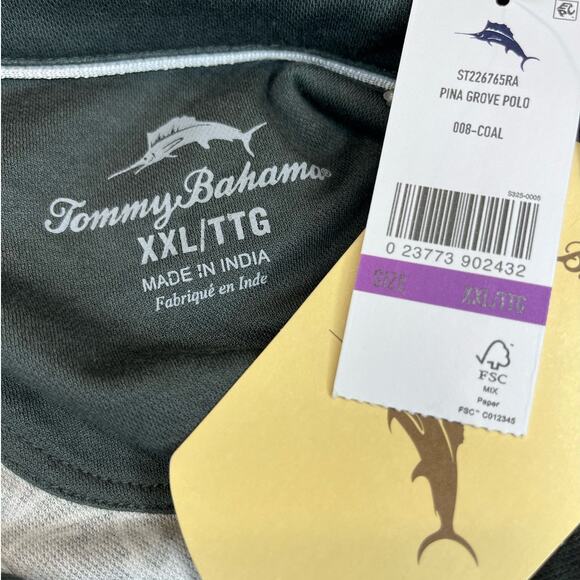 Tommy Bahama®
XXL/TTG
MADE IN INDIA
Fabriqué en Inde
ST226765RA
PINA GROVE POLO
008-COAL
S325-0005
0 23773 902432
SIZE XXL/TTG
FSC
MIX
Paper
FSC™ C012345